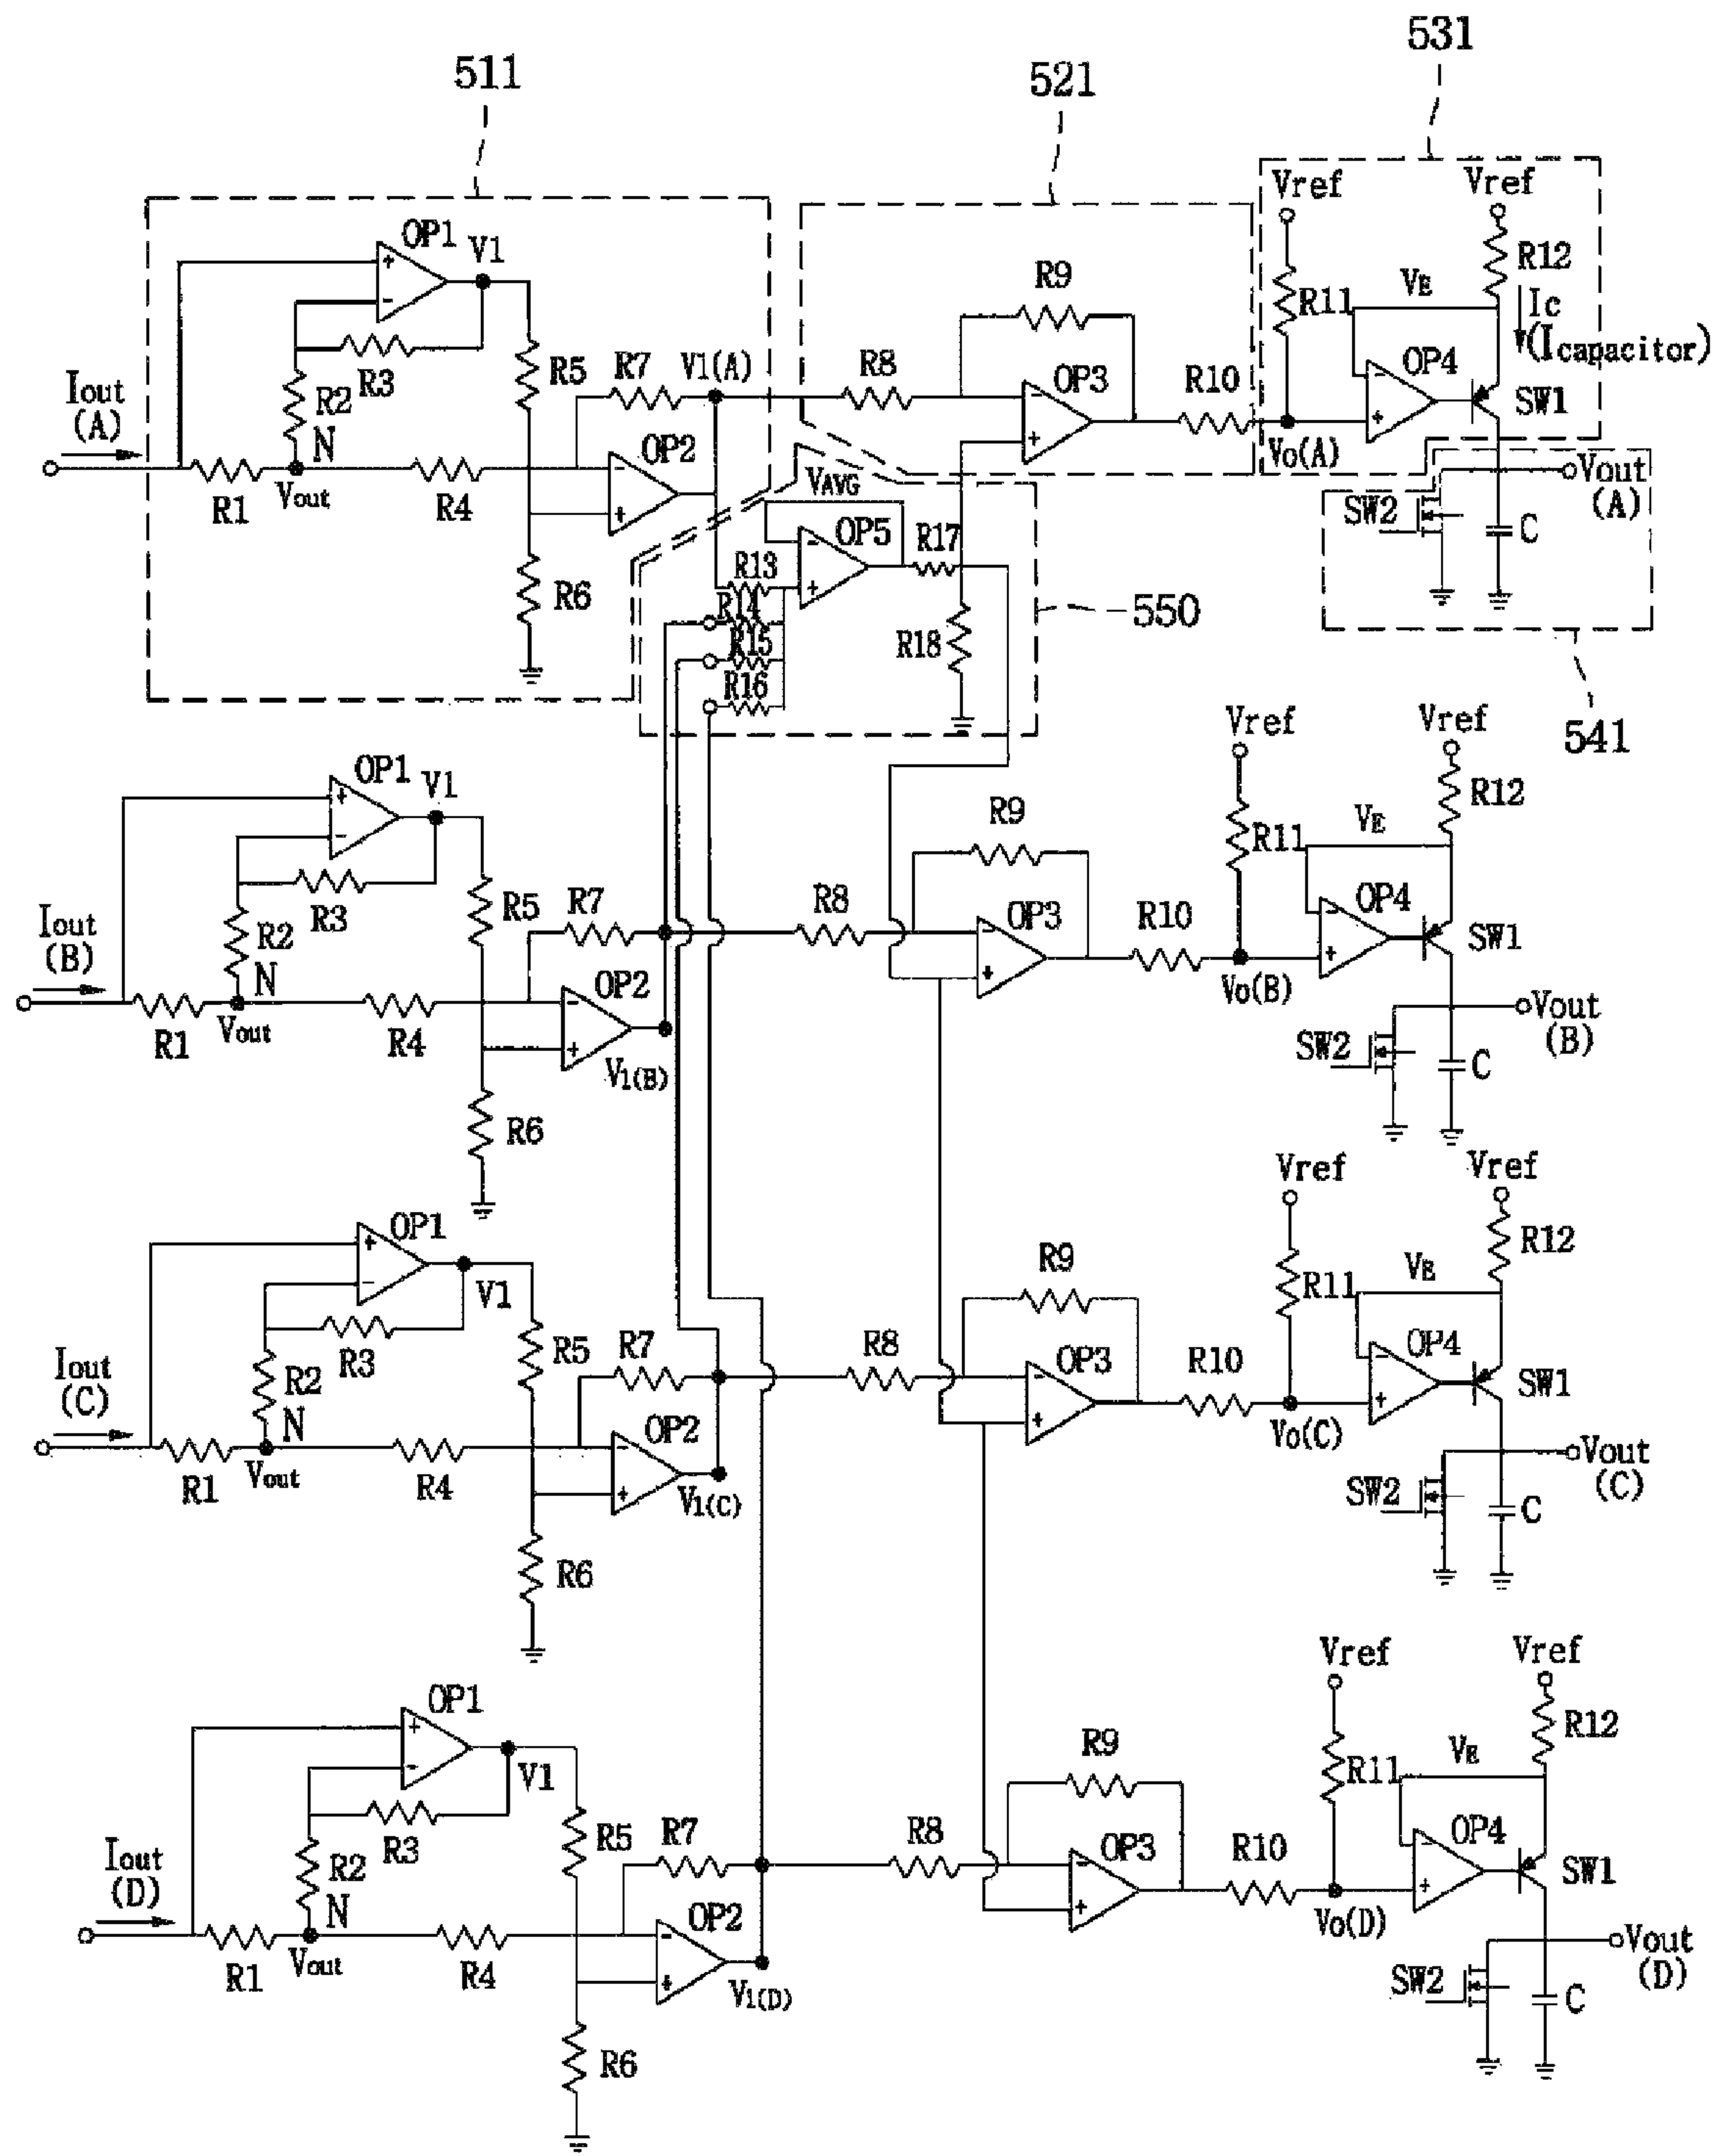 531
511
521
Vref
Vref
OP1
V1
R12
R9
VE
R11
Ic
(Icapacitor)
R5
R7
V1(A)
R8
OP3
R10
OP4
SW1
R3
R2
Iout
(A)
N
OP2
VO(A)
Vout
(A)
R1
Vout
R4
VAVG
SW2
C
OP5
R17
R13
R14
R15
R16
R6
R18
550
541
Vref
Vref
OP1
V1
R12
R9
VE
R11
R5
R7
R8
OP3
R10
OP4
SW1
R3
R2
Iout
(B)
N
OP2
VO(B)
Vout
(B)
R1
Vout
R4
V1(B)
SW2
C
R6
Vref
Vref
OP1
V1
R12
R9
VE
R11
R5
R7
R8
OP3
R10
OP4
SW1
R3
R2
Iout
(C)
N
OP2
VO(C)
Vout
(C)
R1
Vout
R4
V1(C)
SW2
C
R6
Vref
Vref
OP1
V1
R12
R9
VE
R11
R5
R7
R8
OP3
R10
OP4
SW1
R3
R2
Iout
(D)
N
OP2
VO(D)
Vout
(D)
R1
Vout
R4
V1(D)
SW2
C
R6